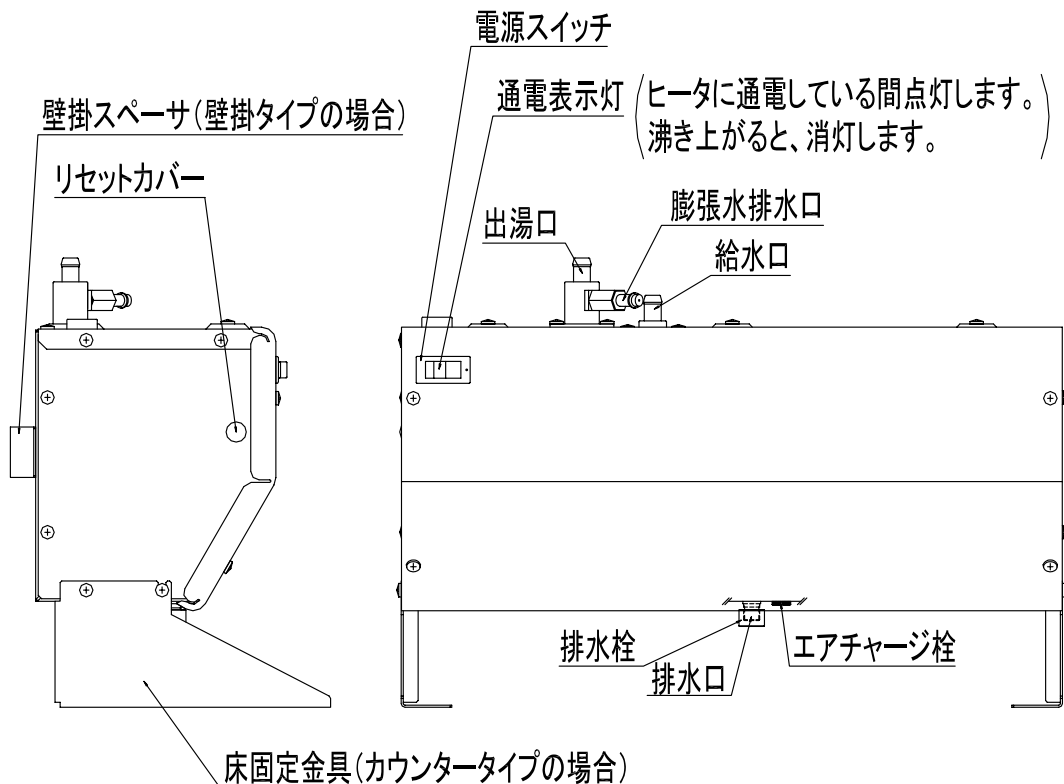 電源スイッチ
通電表示灯
ヒータに通電している間点灯します。
沸き上がると、消灯します。
壁掛スペーサ(壁掛タイプの場合)
リセットカバー
膨張水排水口
出湯口
給水口
排水栓
エアチャージ栓
排水口
床固定金具(カウンタータイプの場合)